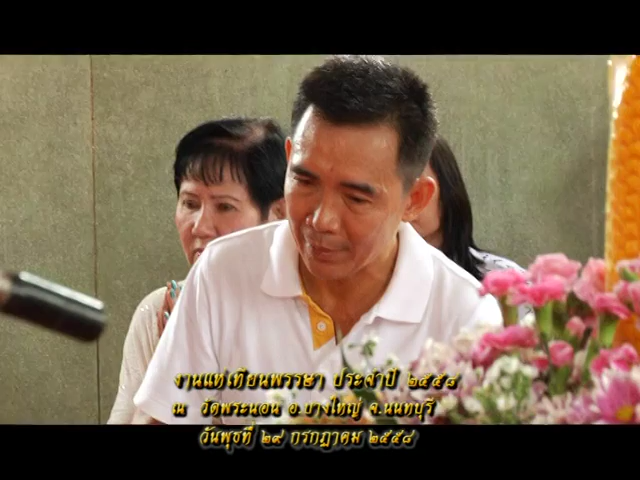 งานแห่เทียนพรรษา ประจำปี ๒๕๕๘
ณ วัดพระนอน อ.บางใหญ่ จ.นนทบุรี
วันพุธที่ ๒๙ กรกฎาคม ๒๕๕๘